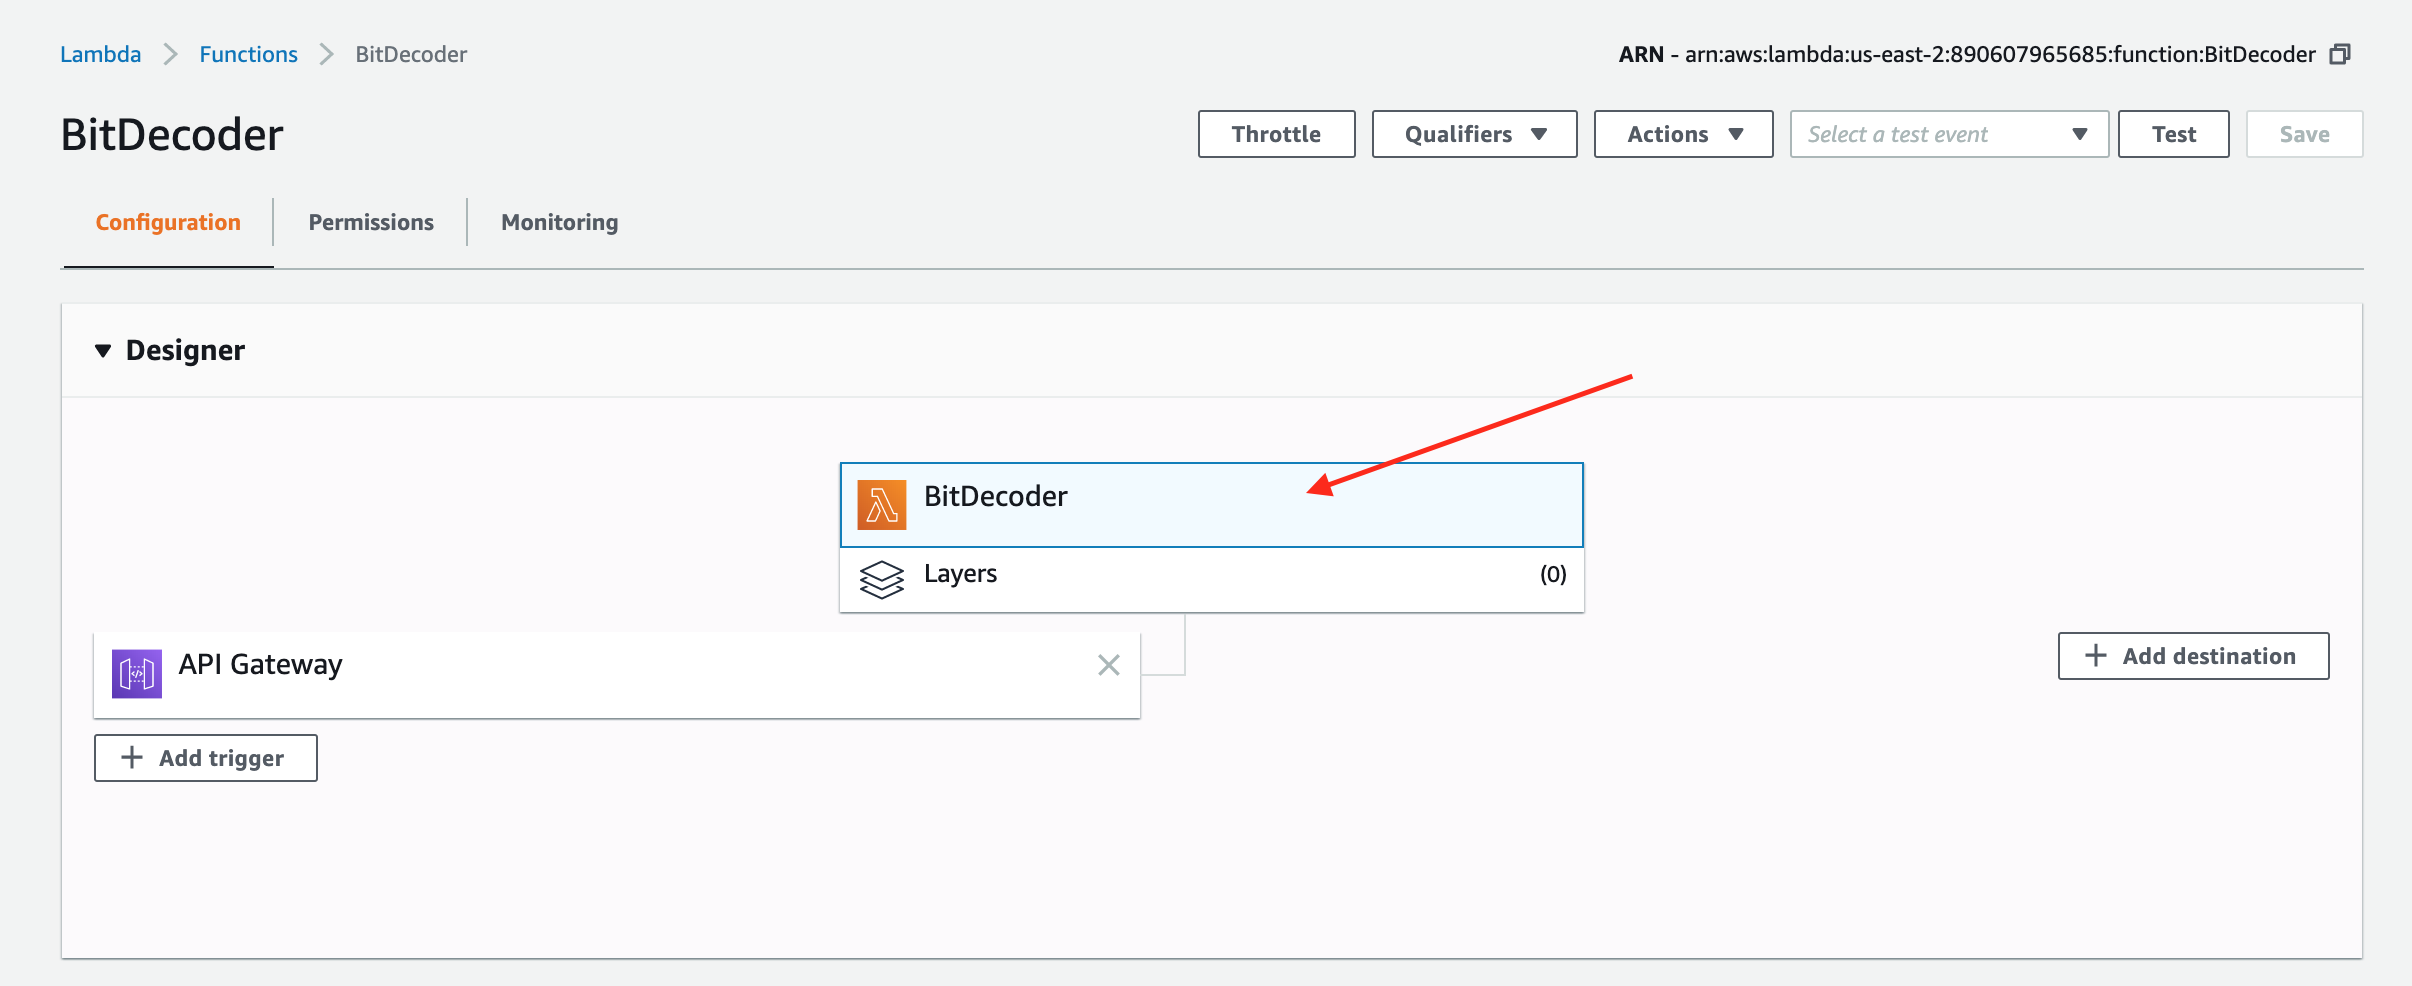 Lambda > Functions > BitDecoder
ARN - arn:aws:lambda:us-east-2:890607965685:function:BitDecoder
BitDecoder
Throttle
Qualifiers
Actions
Select a test event
Test
Save
Configuration
Permissions
Monitoring
Designer
BitDecoder
Layers (0)
API Gateway
Add destination
Add trigger